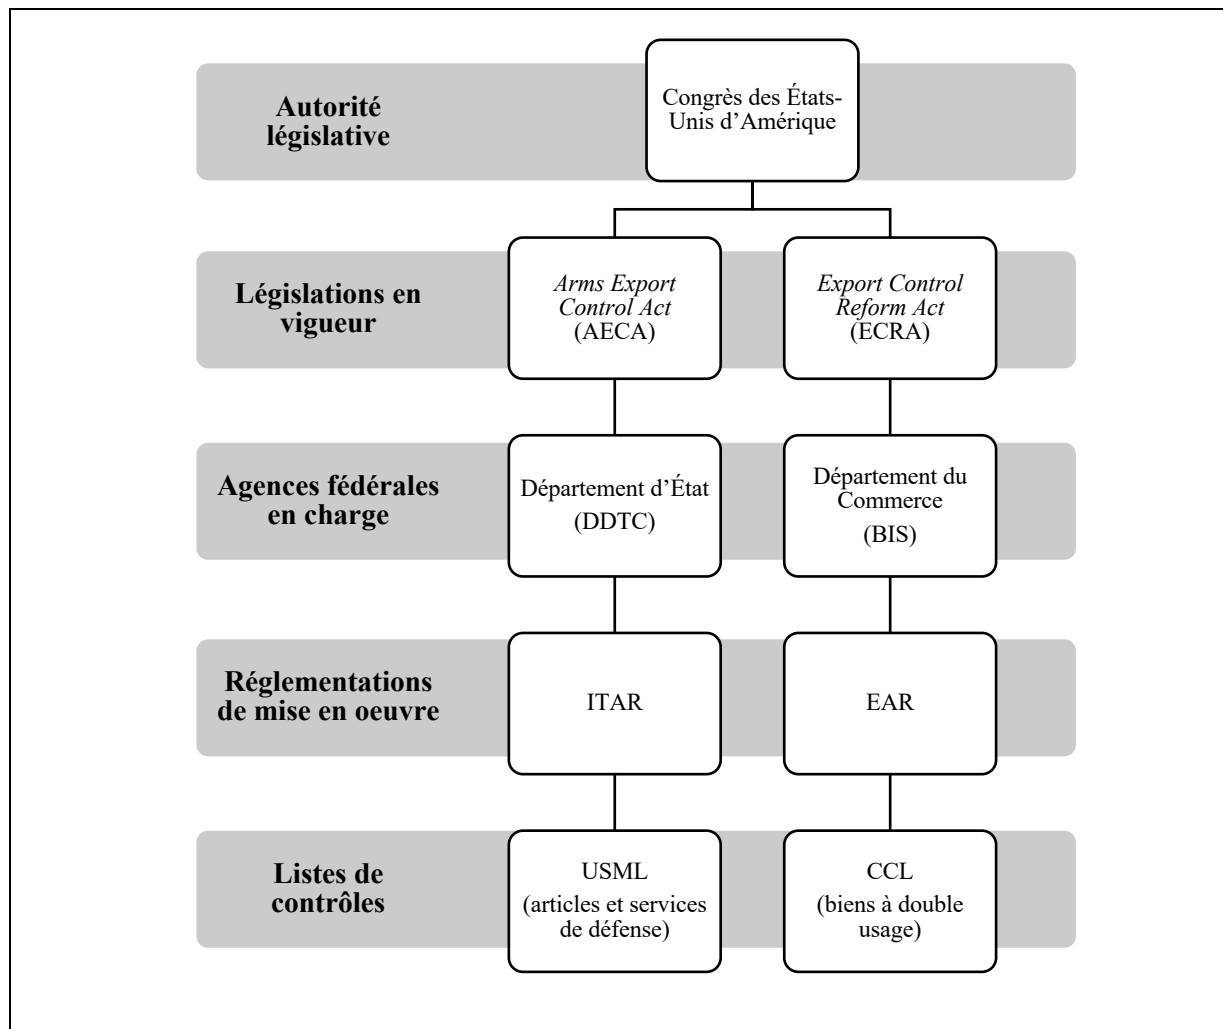 Autorité
législative
Congrès des États-
Unis d’Amérique
Législations en
vigueur
Arms Export
Control Act
(AECA)
Export Control
Reform Act
(ECRA)
Agences fédérales
en charge
Département d’État
(DDTC)
Département du
Commerce
(BIS)
Réglementations
de mise en oeuvre
ITAR
EAR
Listes de
contrôles
USML
(articles et services
de défense)
CCL
(biens à double
usage)